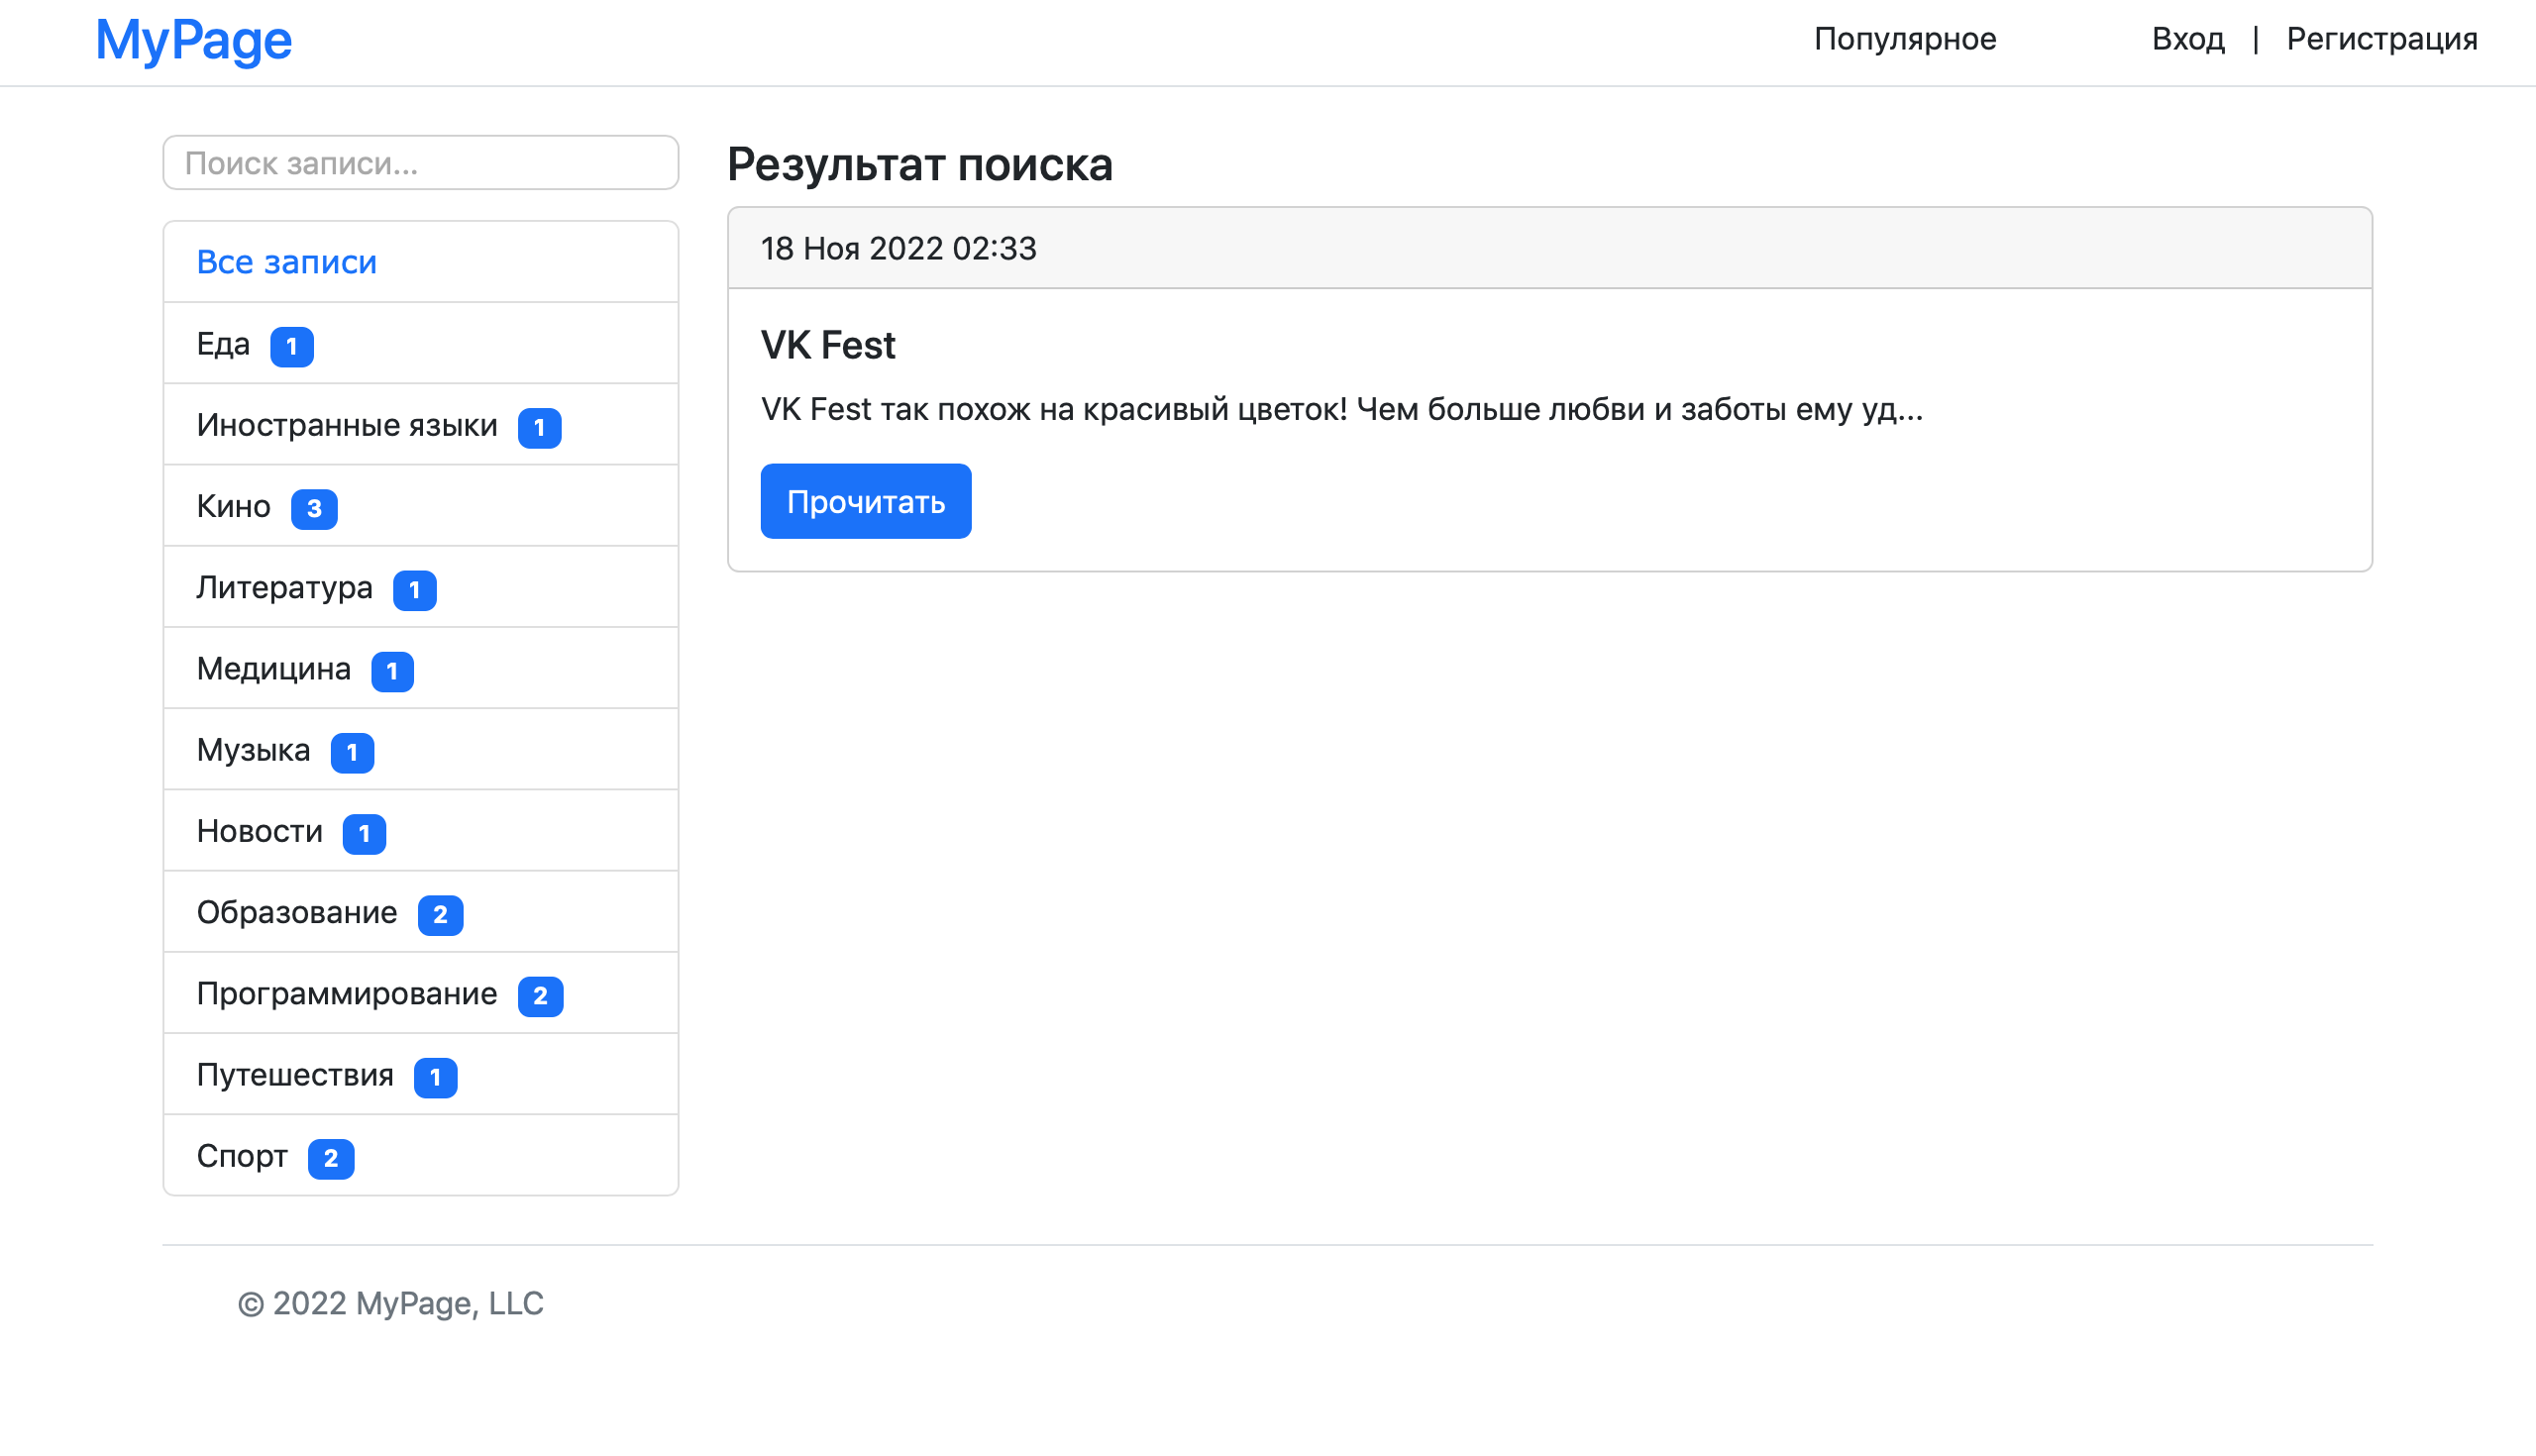 MyPage
Популярное
Вход | Регистрация
Поиск записи...
Все записи
Еда 1
Иностранные языки 1
Кино 3
Литература 1
Медицина 1
Музыка 1
Новости 1
Образование 2
Программирование 2
Путешествия 1
Спорт 2
Результат поиска
18 Ноя 2022 02:33
VK Fest
VK Fest так похож на красивый цветок! Чем больше любви и заботы ему уд...
Прочитать
© 2022 MyPage, LLC